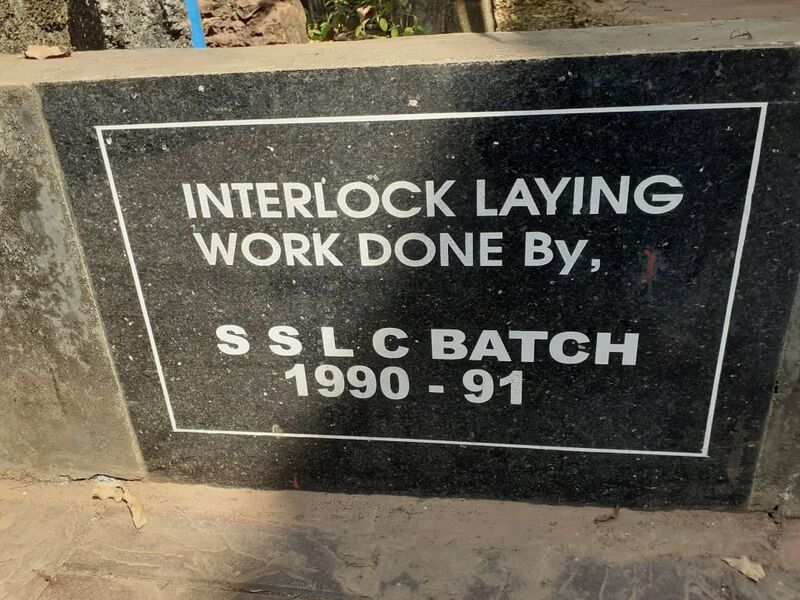 INTERLOCK LAYING
WORK DONE By,
S S L C BATCH
1990 - 91